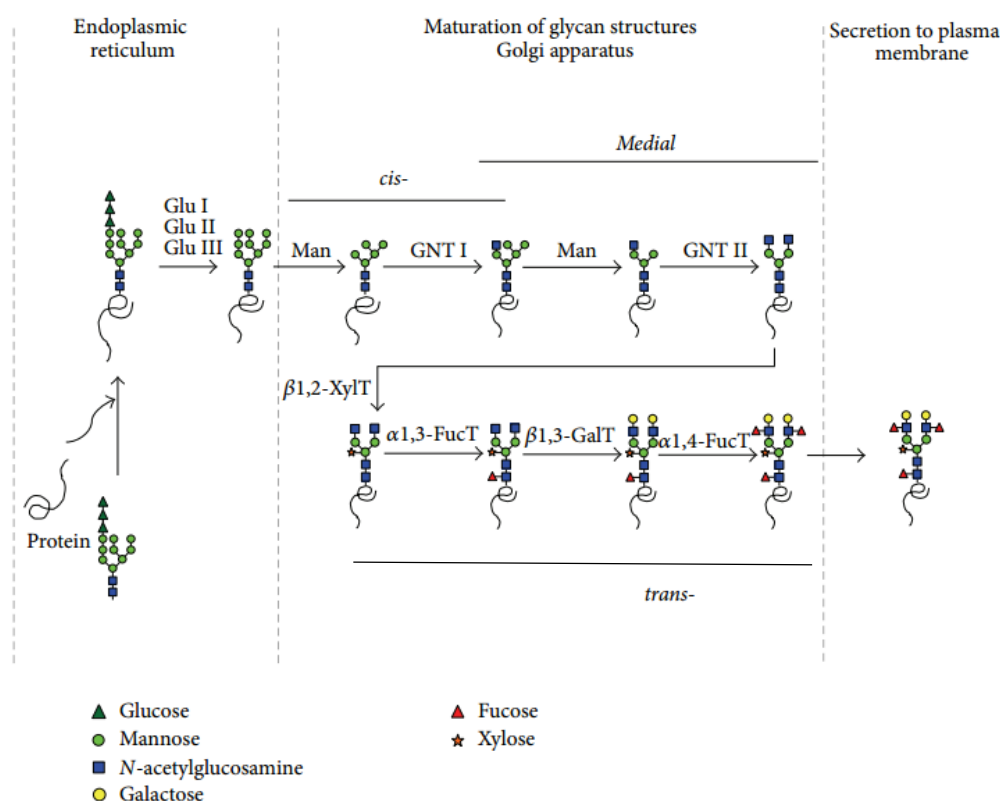 Endoplasmic
reticulum
Maturation of glycan structures
Golgi apparatus
Secretion to plasma
membrane
Medial
cis-
Glu I
Glu II
Glu III
Man
GNT I
Man
GNT II
β1,2-XylT
α1,3-FucT
β1,3-GalT
α1,4-FucT
Protein
trans-
Glucose
Mannose
N-acetylglucosamine
Galactose
Fucose
Xylose